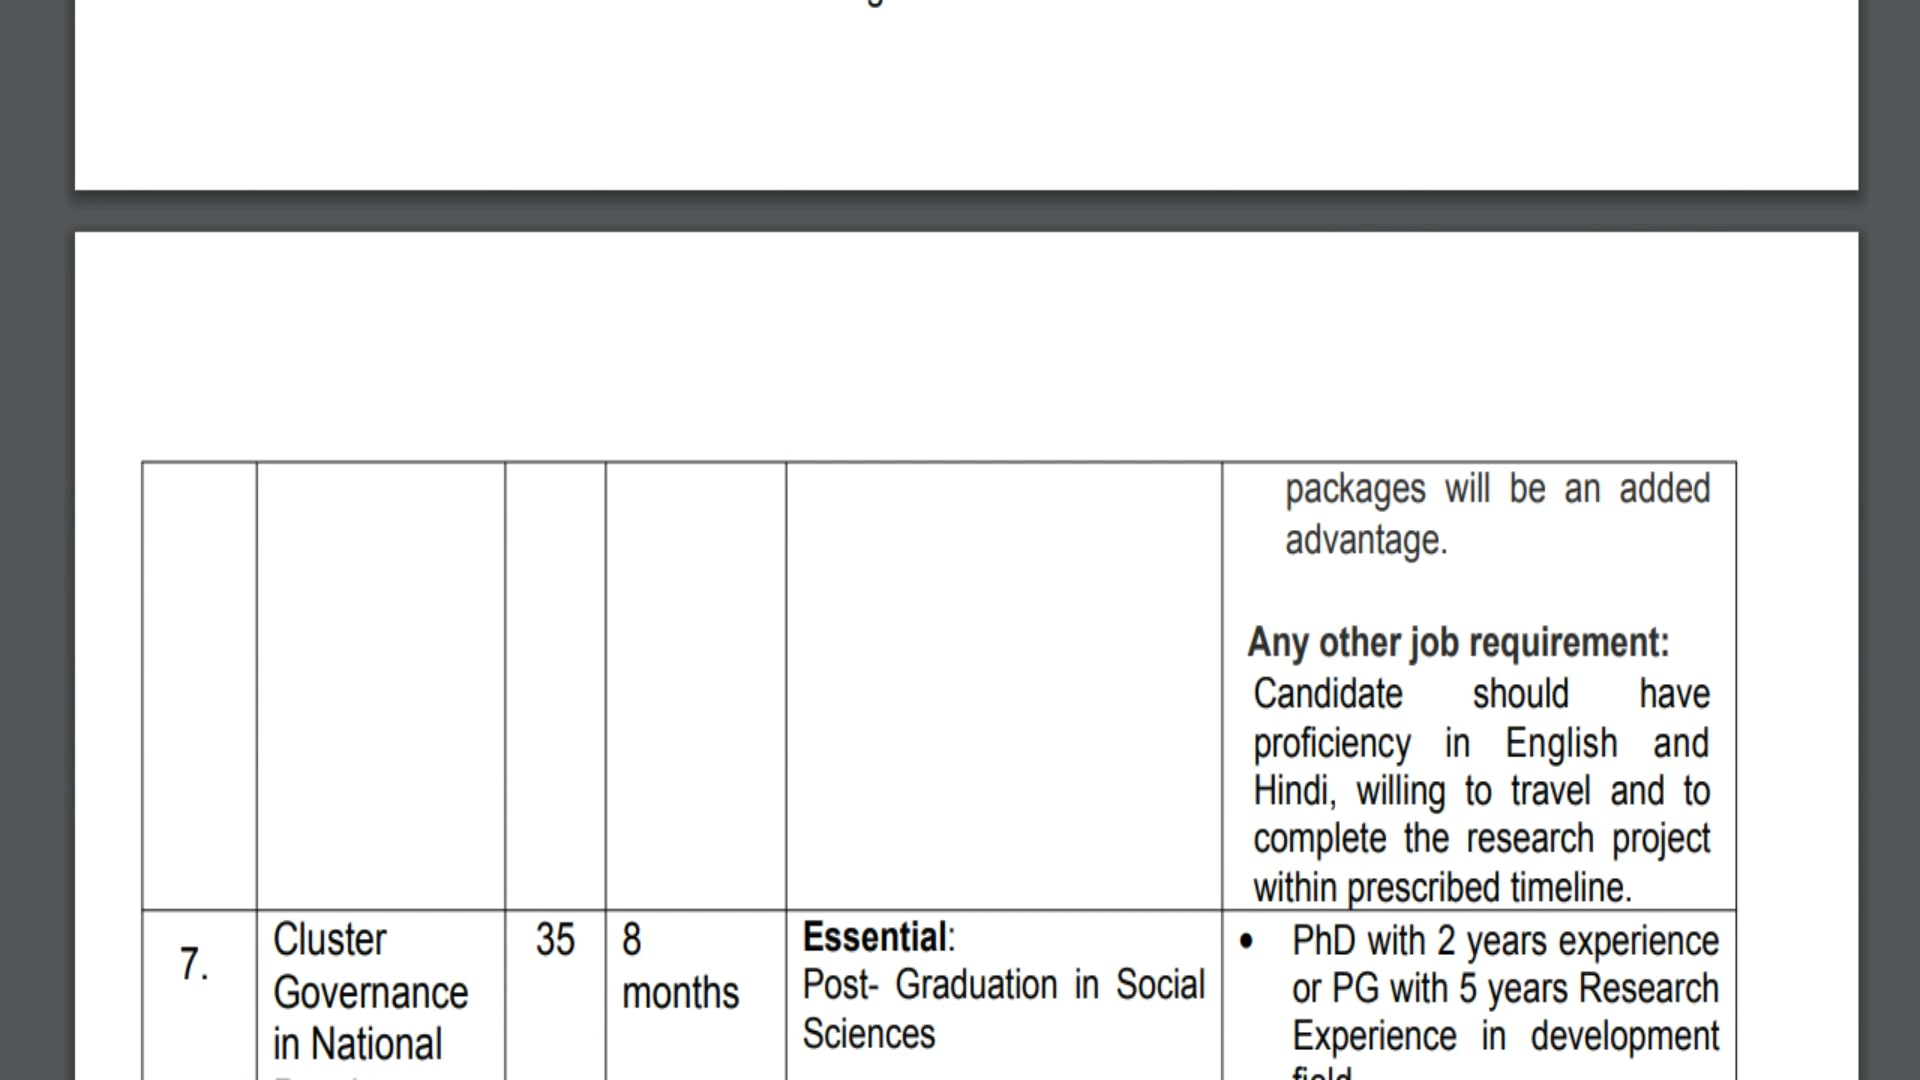 packages will be an added
advantage.
Any other job requirement:
Candidate should have
proficiency in English and
Hindi, willing to travel and to
complete the research project
within prescribed timeline.
7.
Cluster
Governance
in National
35
8
months
Essential:
Post- Graduation in Social
Sciences
• PhD with 2 years experience
or PG with 5 years Research
Experience in development